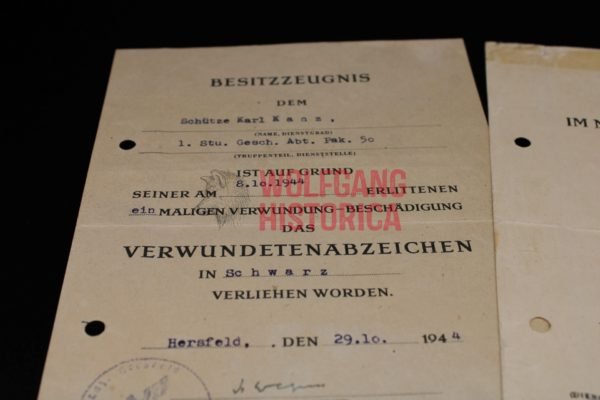 BESITZZEUGNIS
DEM
Schütze Karl Kanz,
(NAME, DIENSTGRAD)
1. Stu. Gesch. Abt. Pak. 5o
(TRUPPENTEIL, DIENSTSTELLE)
IST AUF GRUND
SEINER AM 8.1o.1944 ERLITTENEN
ein MALIGEN VERWUNDUNG-BESCHÄDIGUNG
DAS
VERWUNDETENABZEICHEN
IN Schwarz
VERLIEHEN WORDEN.
Hersfeld, DEN 29.1o. 1944
IM N
WOLFGANG
HISTORICA